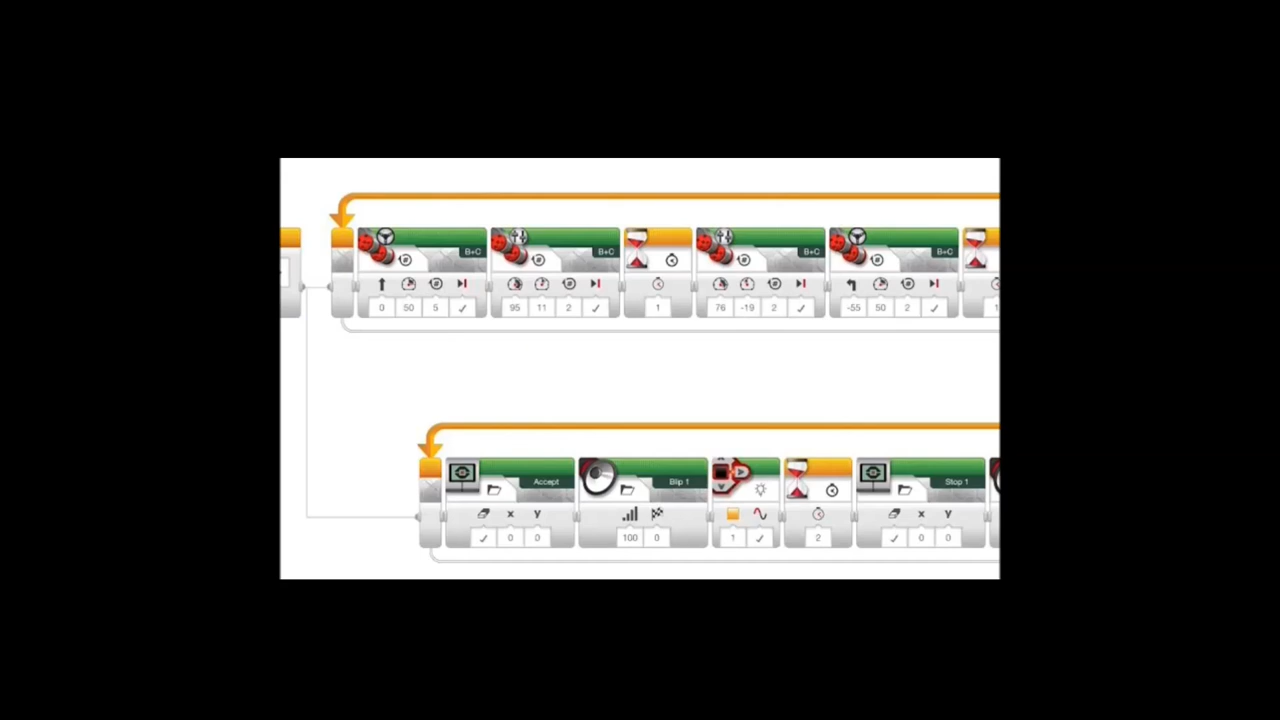 B+C B+C B+C B+C
0 50 5 95 11 2 1 76 -19 2 -55 50 2
Accept Blip 1 Stop 1
x y x y
0 0 100 0 1 2 0 0